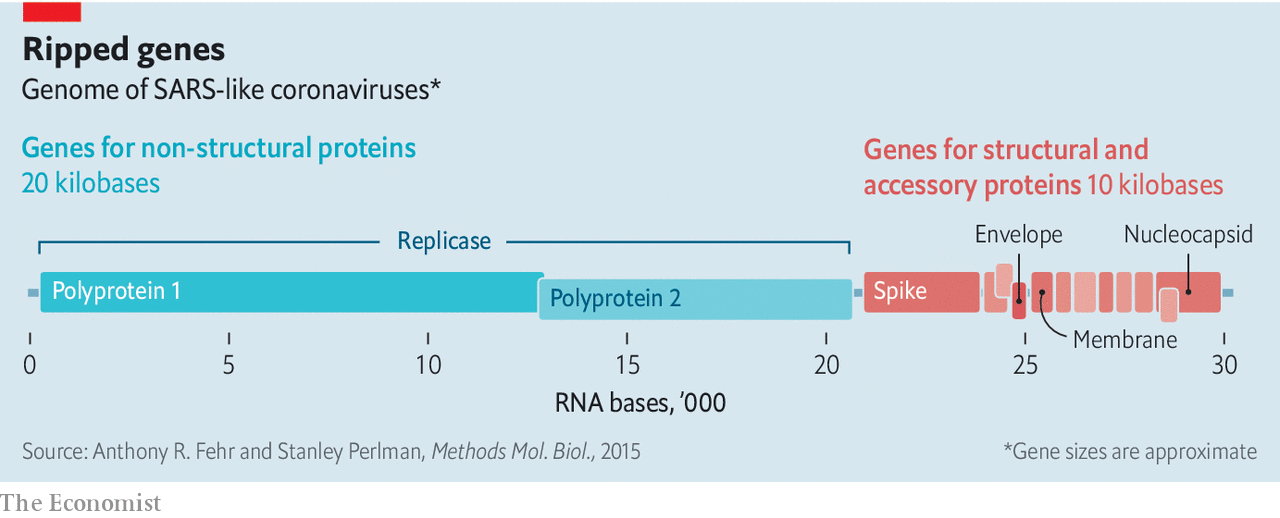 Ripped genes
Genome of SARS-like coronaviruses*
Genes for non-structural proteins
20 kilobases
Genes for structural and
accessory proteins 10 kilobases
Replicase
Envelope
Nucleocapsid
Polyprotein 1
Polyprotein 2
Spike
Membrane
0
5
10
15
20
25
30
RNA bases, ’000
Source: Anthony R. Fehr and Stanley Perlman, Methods Mol. Biol., 2015
*Gene sizes are approximate
The Economist